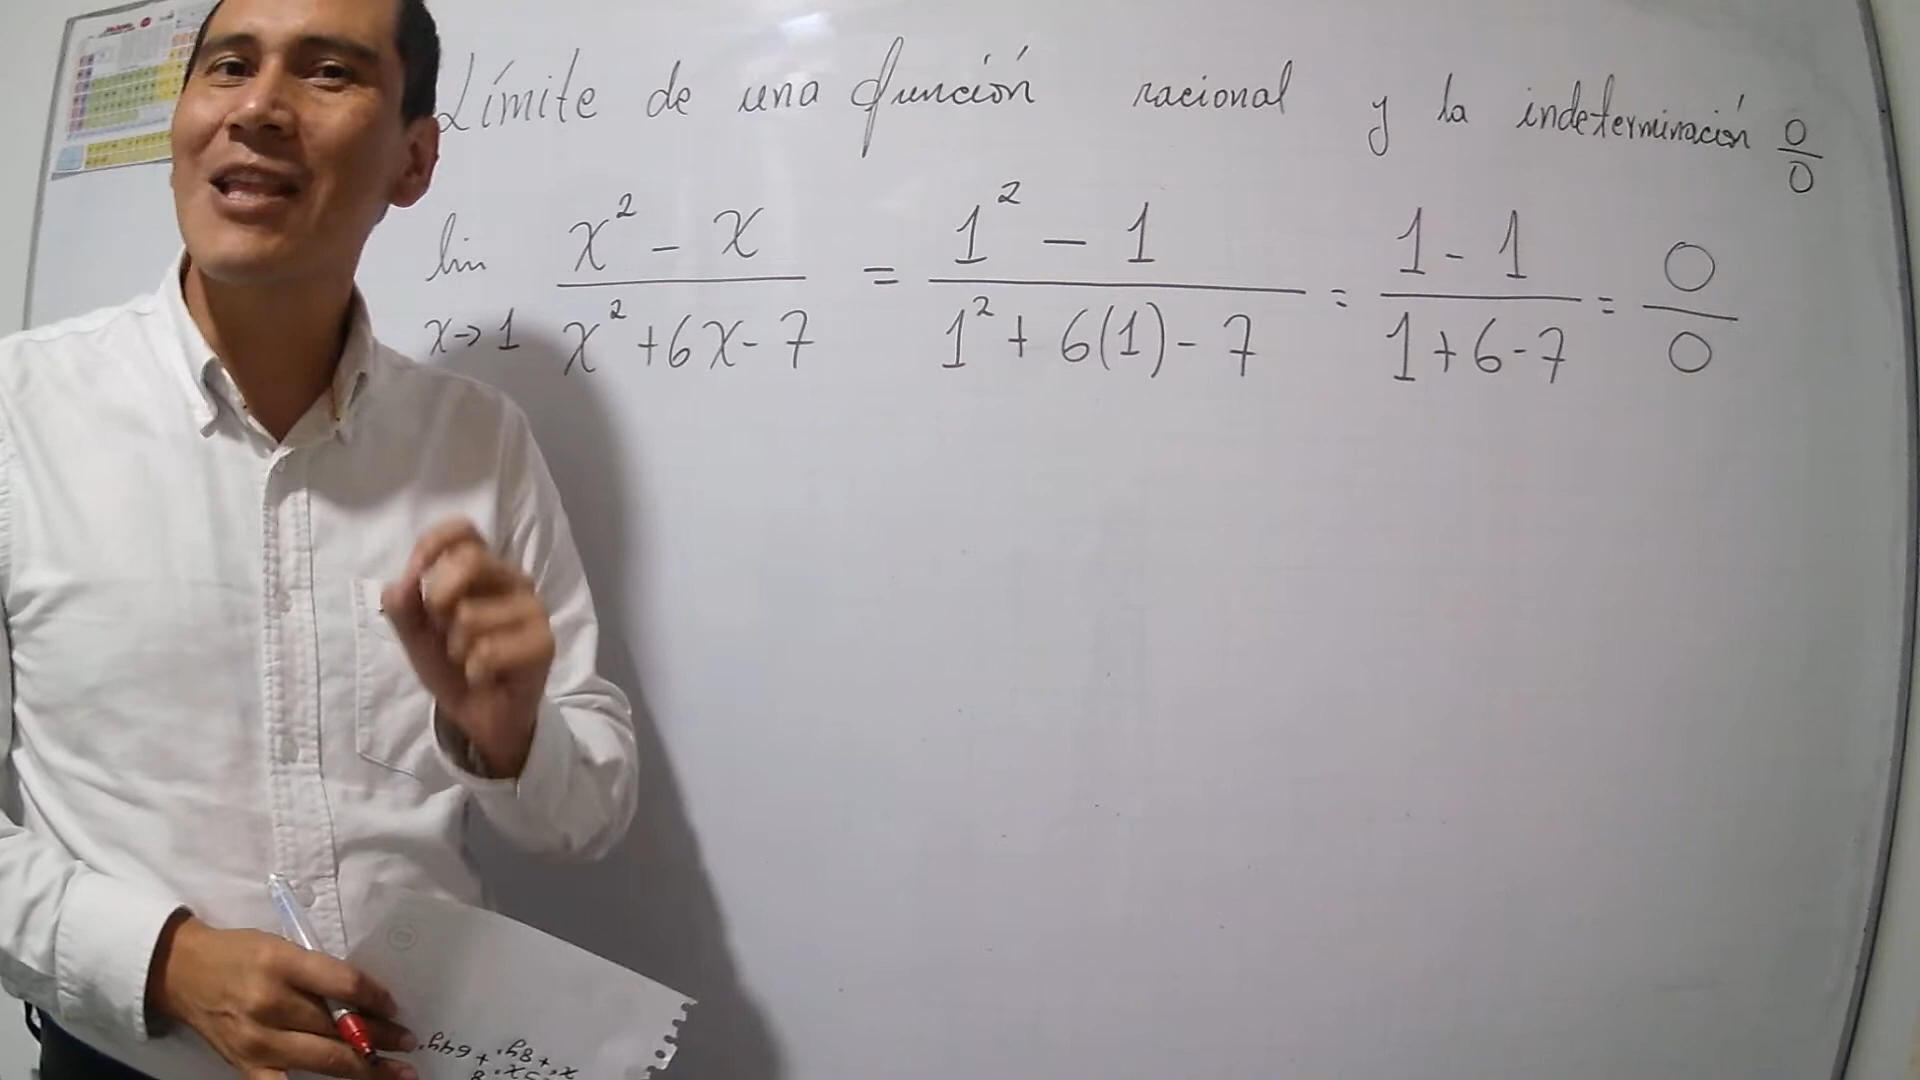 Límite de una función racional y la indeterminación 0/0
lim x→1 (x² - x)/(x² + 6x - 7) = (1² - 1)/(1² + 6(1) - 7) = (1 - 1)/(1 + 6 - 7) = 0/0